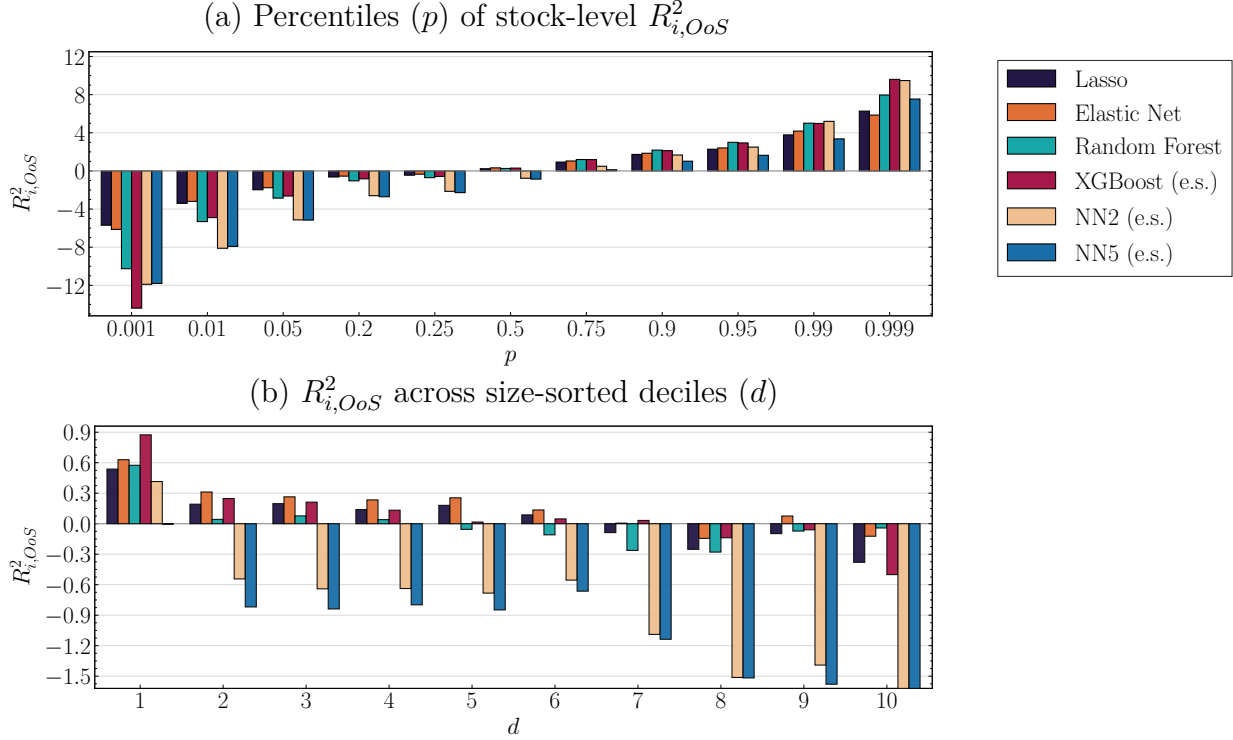 (a) Percentiles (p) of stock-level R²_{i,OoS}
12
8
4
0
−4
−8
−12
R²_{i,OoS}
0.001 0.01 0.05 0.2 0.25 0.5 0.75 0.9 0.95 0.99 0.999
p
Lasso
Elastic Net
Random Forest
XGBoost (e.s.)
NN2 (e.s.)
NN5 (e.s.)
(b) R²_{i,OoS} across size-sorted deciles (d)
0.9
0.6
0.3
0.0
−0.3
−0.6
−0.9
−1.2
−1.5
R²_{i,OoS}
1 2 3 4 5 6 7 8 9 10
d